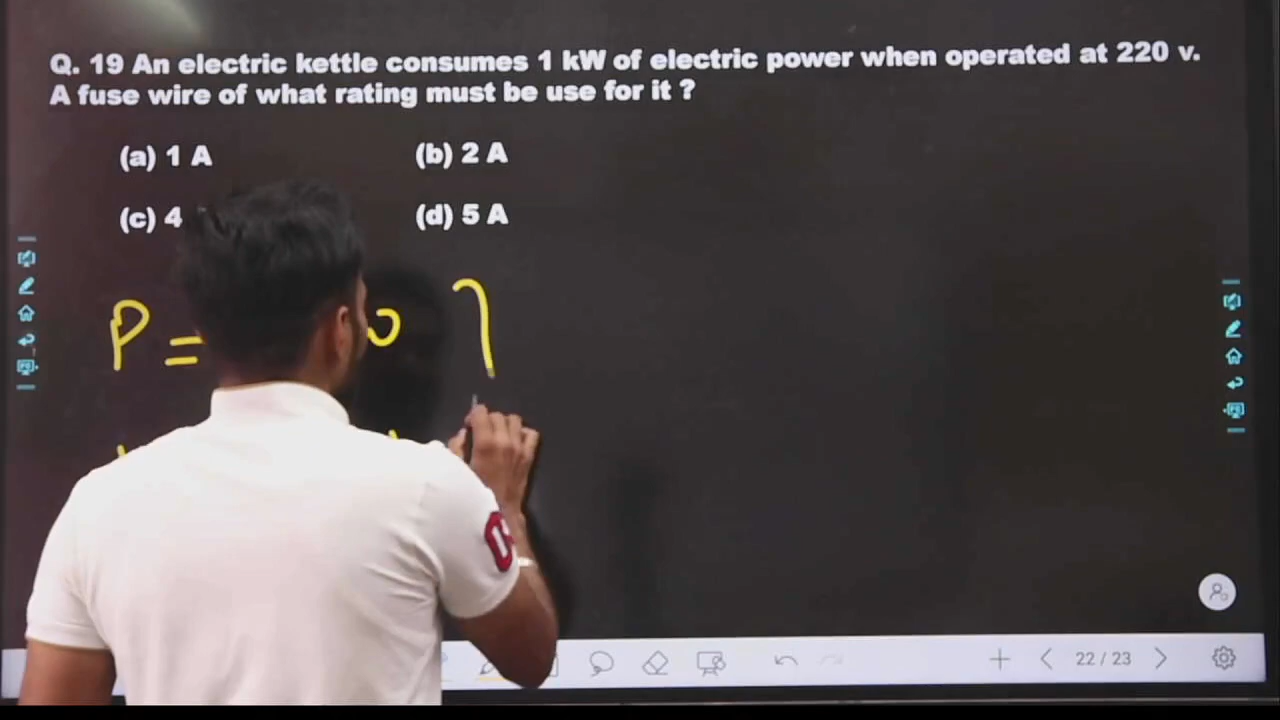 Q. 19 An electric kettle consumes 1 kW of electric power when operated at 220 v.
A fuse wire of what rating must be use for it ?
(a) 1 A (b) 2 A
(c) 4 (d) 5 A
P =
22 / 23